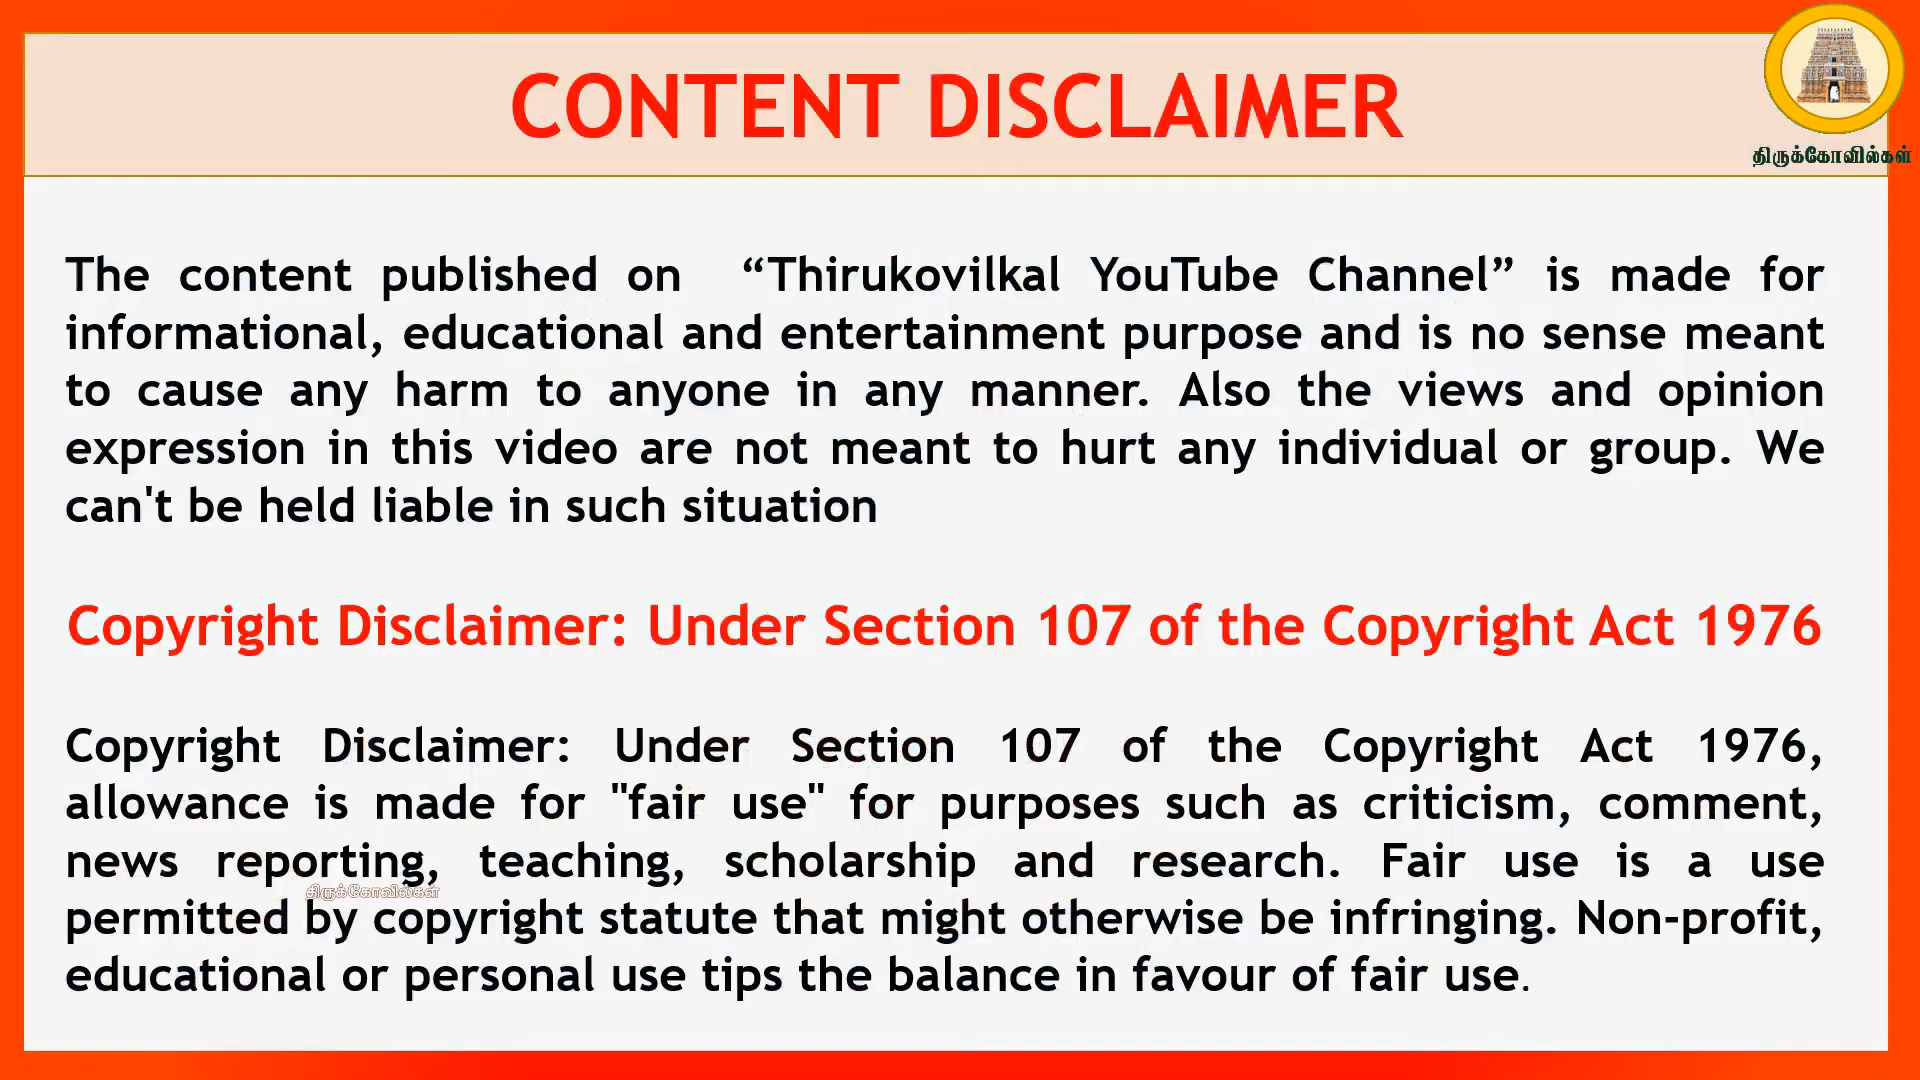 CONTENT DISCLAIMER
திருக்கோவில்கள்
The content published on “Thirukovilkal YouTube Channel” is made for
informational, educational and entertainment purpose and is no sense meant
to cause any harm to anyone in any manner. Also the views and opinion
expression in this video are not meant to hurt any individual or group. We
can't be held liable in such situation
Copyright Disclaimer: Under Section 107 of the Copyright Act 1976
Copyright Disclaimer: Under Section 107 of the Copyright Act 1976,
allowance is made for "fair use" for purposes such as criticism, comment,
news reporting, teaching, scholarship and research. Fair use is a use
திருக்கோவில்கள்
permitted by copyright statute that might otherwise be infringing. Non-profit,
educational or personal use tips the balance in favour of fair use.